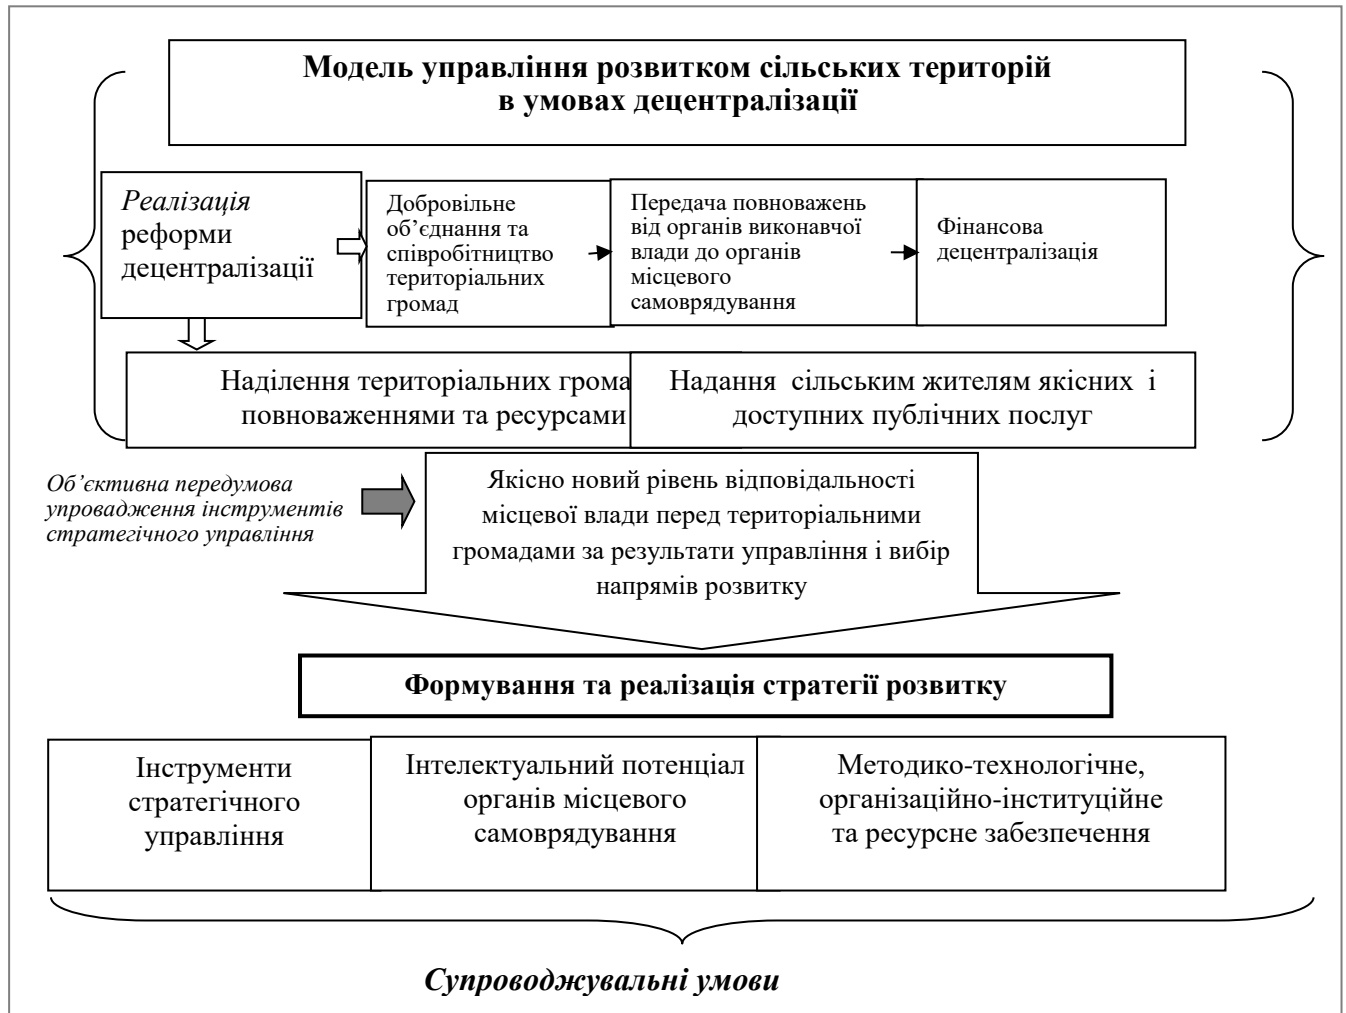 Модель управління розвитком сільських територій
в умовах децентралізації
Реалізація
реформи
децентралізації
Добровільне
об’єднання та
співробітництво
територіальних
громад
Передача повноважень
від органів виконавчої
влади до органів
місцевого
самоврядування
Фінансова
децентралізація
Наділення територіальних грома
повноваженнями та ресурсами
Надання сільським жителям якісних і
доступних публічних послуг
Об’єктивна передумова
упровадження інструментів
стратегічного управління
Якісно новий рівень відповідальності
місцевої влади перед територіальними
громадами за результати управління і вибір
напрямів розвитку
Формування та реалізація стратегії розвитку
Інструменти
стратегічного
управління
Інтелектуальний потенціал
органів місцевого
самоврядування
Методико-технологічне,
організаційно-інституційне
та ресурсне забезпечення
Супроводжувальні умови